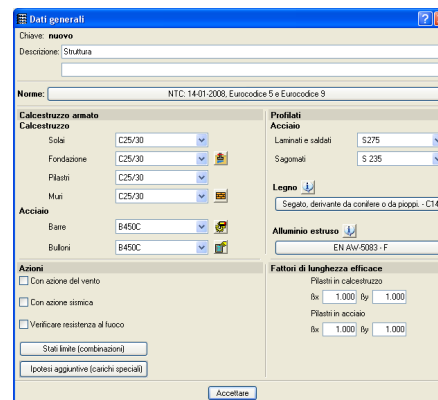 Dati generali
Chiave: nuovo
Descrizione: Struttura
Norme: NTC: 14-01-2008, Eurocodice 5 e Eurocodice 9
Calcestruzzo armato
Calcestruzzo
Solai C25/30
Fondazione C25/30
Pilastri C25/30
Muri C25/30
Acciaio
Barre B450C
Bulloni B450C
Profilati
Acciaio
Laminati e saldati S275
Sagomati S 235
Legno
Segato, derivante da conifere o da pioppi. - C14
Alluminio estruso
EN AW-5083 - F
Azioni
Con azione del vento
Con azione sismica
Verificare resistenza al fuoco
Stati limite (combinazioni)
Ipotesi aggiuntive (carichi speciali)
Fattori di lunghezza efficace
Pilastri in calcestruzzo
βx 1.000 βy 1.000
Pilastri in acciaio
βx 1.000 βy 1.000
Accettare